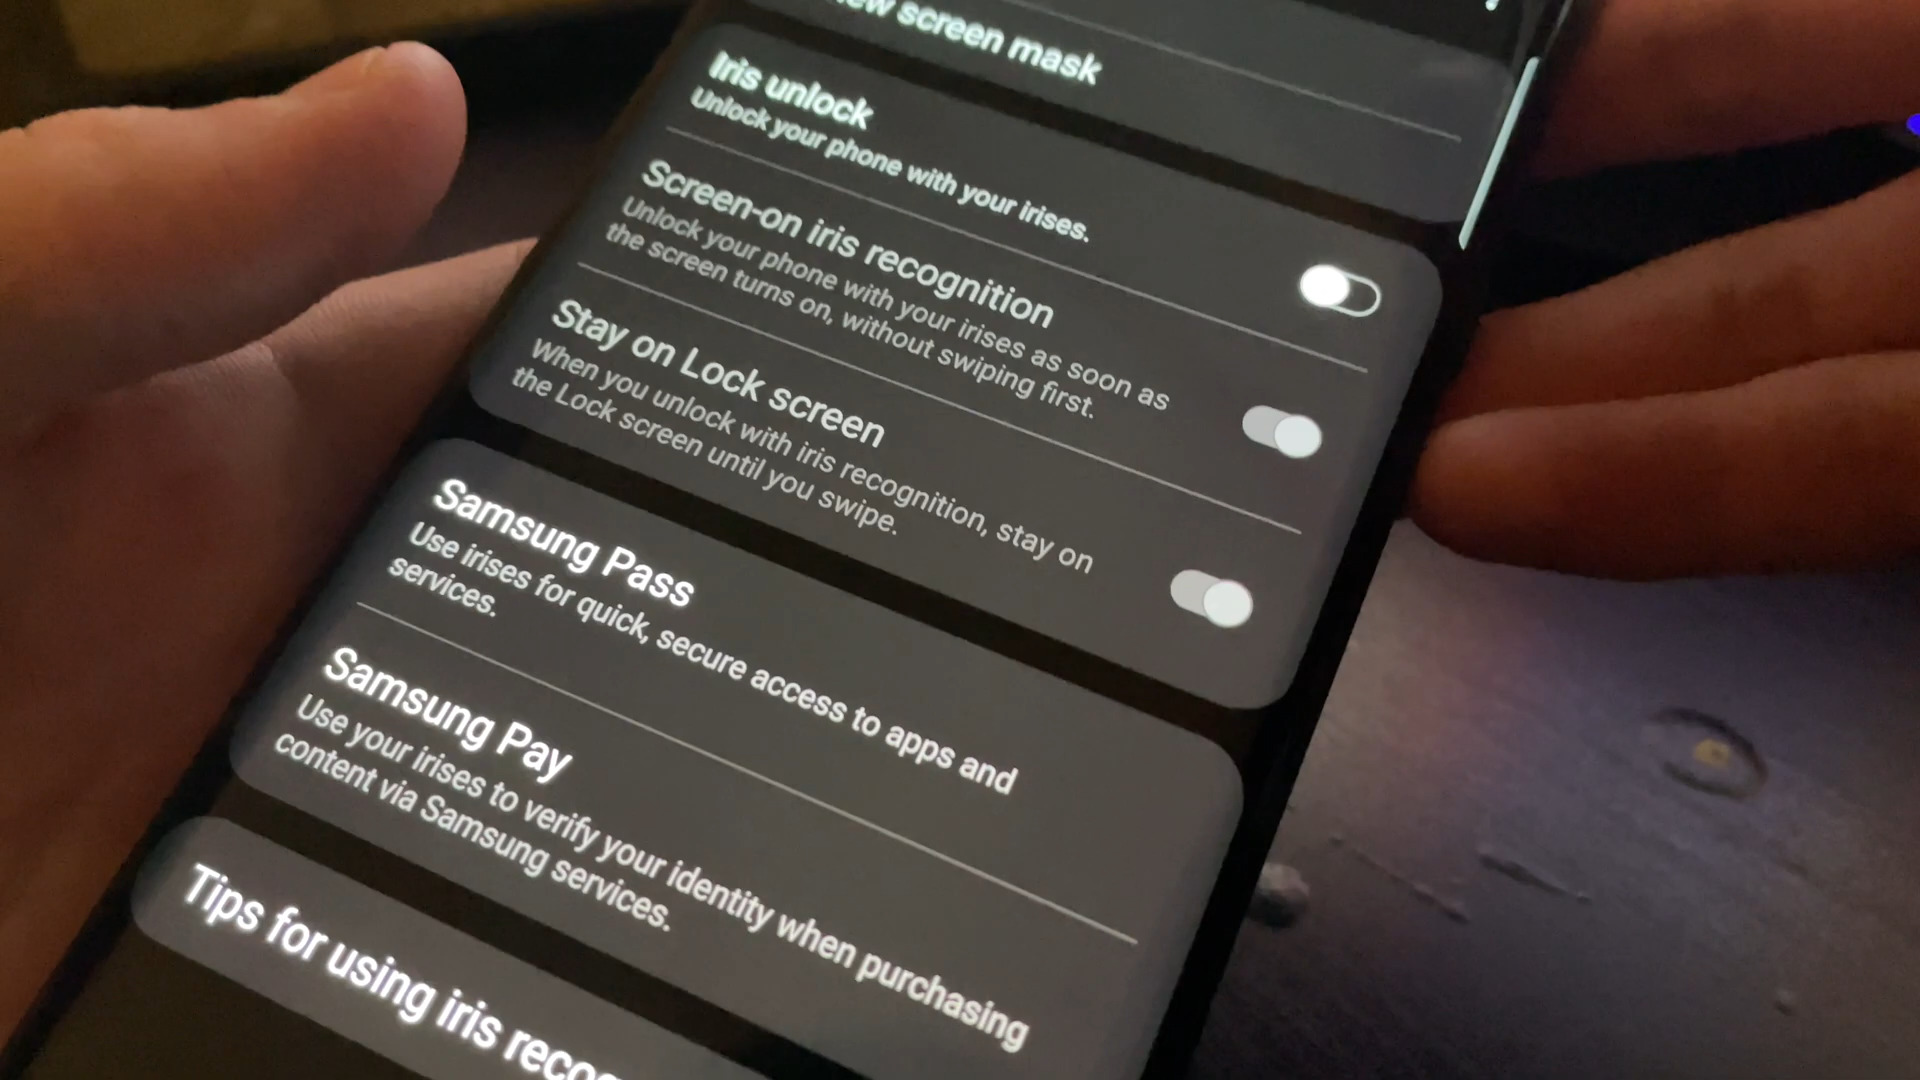 screen mask
Iris unlock
Unlock your phone with your irises.
Screen-on iris recognition
Unlock your phone with your irises as soon as
the screen turns on, without swiping first.
Stay on Lock screen
When you unlock with iris recognition, stay on
the Lock screen until you swipe.
Samsung Pass
Use irises for quick, secure access to apps and
services.
Samsung Pay
Use your irises to verify your identity when purchasing
content via Samsung services.
Tips for using iris